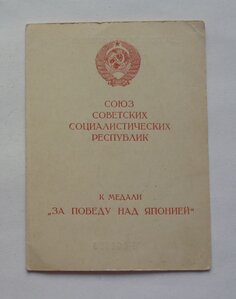 СОЮЗ
СОВЕТСКИХ
СОЦИАЛИСТИЧЕСКИХ
РЕСПУБЛИК
К МЕДАЛИ
„ЗА ПОБЕДУ НАД ЯПОНИЕЙ“